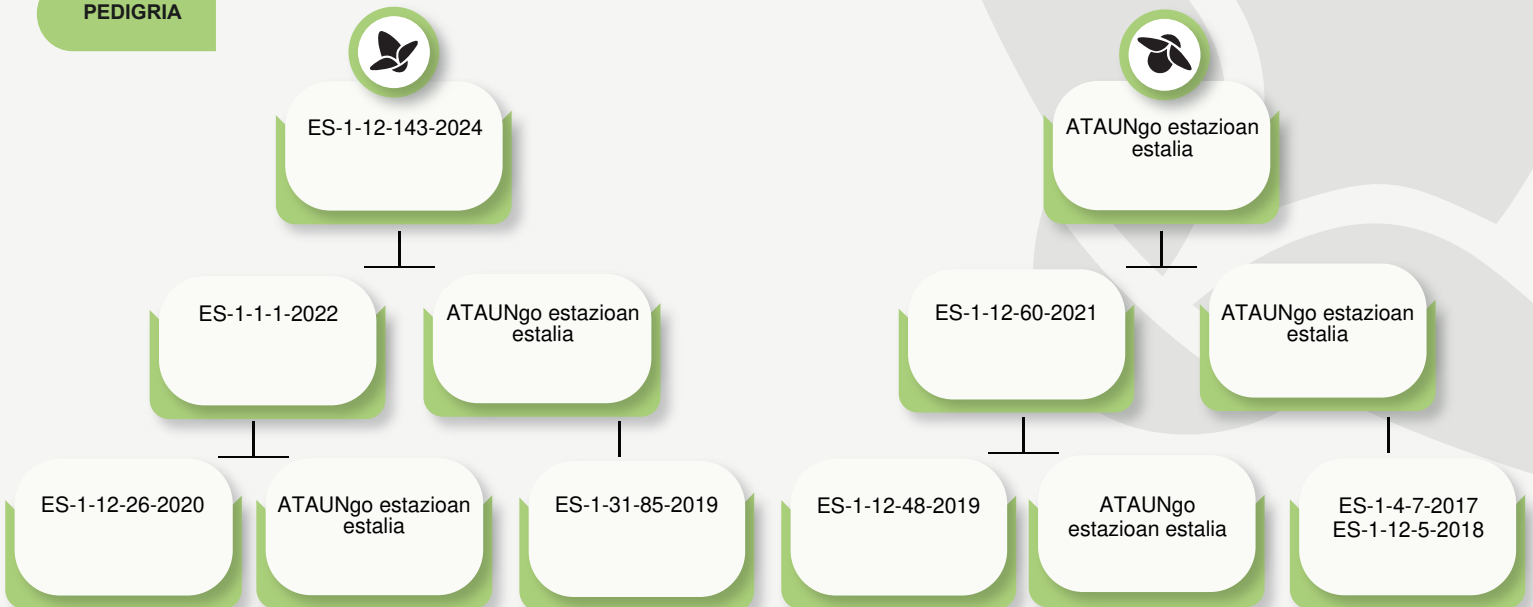 PEDIGRIA
ES-1-12-143-2024
ATAUNgo estazioan
estalia
ES-1-1-1-2022
ATAUNgo estazioan
estalia
ES-1-12-60-2021
ATAUNgo estazioan
estalia
ES-1-12-26-2020
ATAUNgo estazioan
estalia
ES-1-31-85-2019
ES-1-12-48-2019
ATAUNgo
estazioan estalia
ES-1-4-7-2017
ES-1-12-5-2018